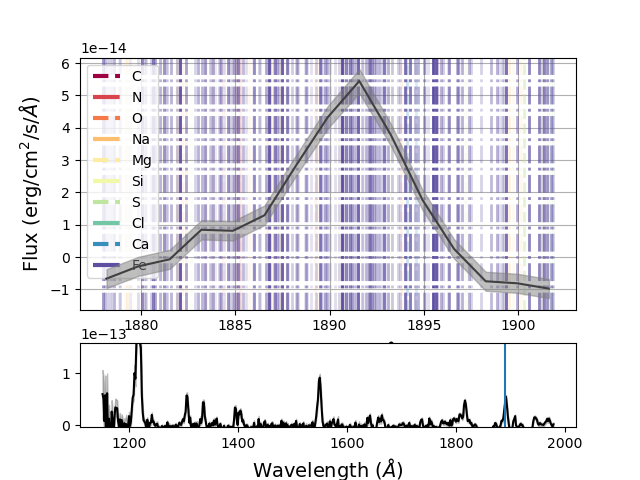 1e−14
Flux (erg/cm²/s/Å)
6
5
4
3
2
1
0
−1
C
N
O
Na
Mg
Si
S
Cl
Ca
Fe
1880 1885 1890 1895 1900
1e−13
1
0
1200 1400 1600 1800 2000
Wavelength (Å)